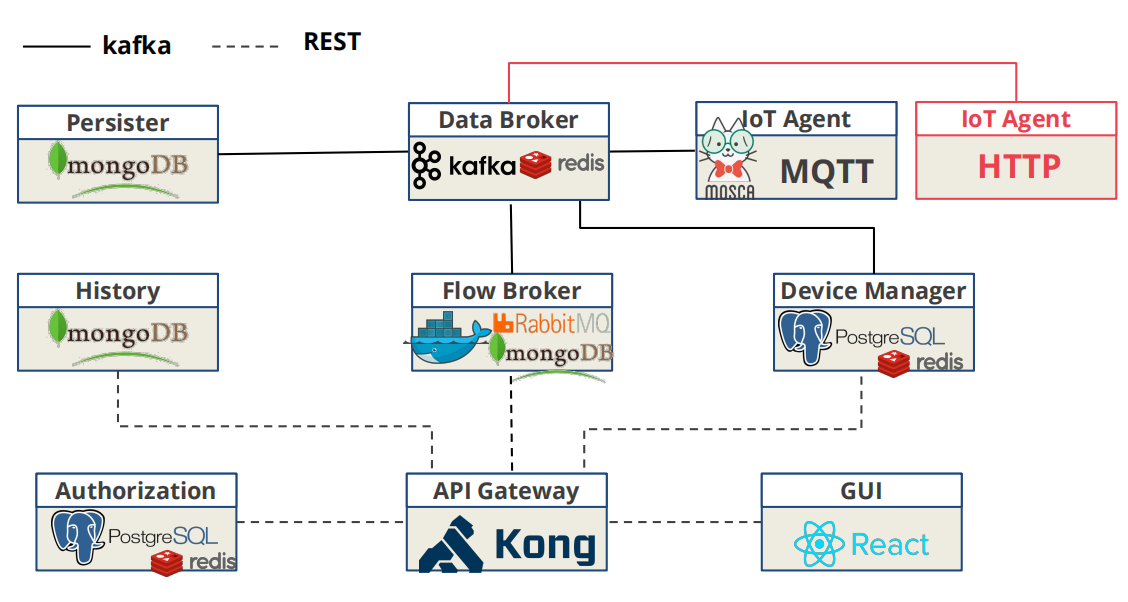 kafka
REST
Persister
mongoDB
Data Broker
kafka
redis
IoT Agent
MQTT
MOSCA
IoT Agent
HTTP
History
mongoDB
Flow Broker
RabbitMQ
mongoDB
Device Manager
PostgreSQL
redis
Authorization
PostgreSQL
redis
API Gateway
Kong
GUI
React